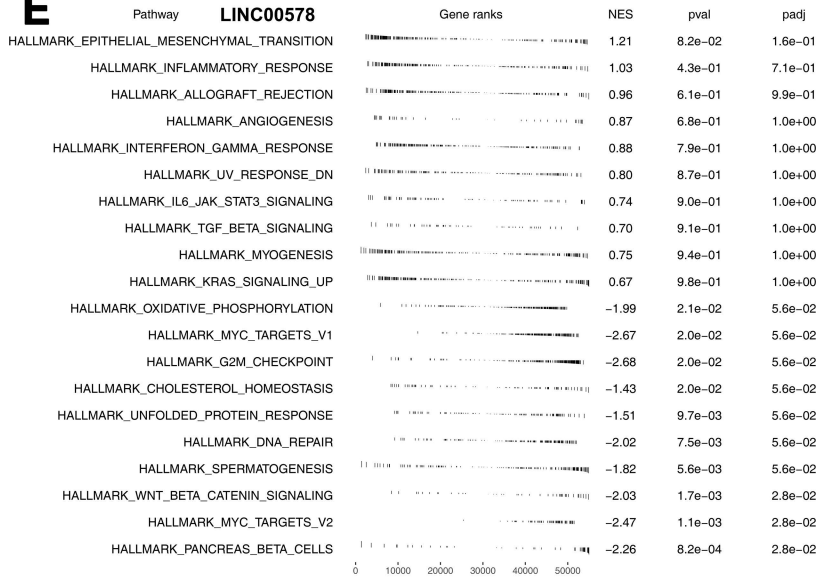 E
Pathway LINC00578 Gene ranks NES pval padj
HALLMARK_EPITHELIAL_MESENCHYMAL_TRANSITION 1.21 8.2e−02 1.6e−01
HALLMARK_INFLAMMATORY_RESPONSE 1.03 4.3e−01 7.1e−01
HALLMARK_ALLOGRAFT_REJECTION 0.96 6.1e−01 9.9e−01
HALLMARK_ANGIOGENESIS 0.87 6.8e−01 1.0e+00
HALLMARK_INTERFERON_GAMMA_RESPONSE 0.88 7.9e−01 1.0e+00
HALLMARK_UV_RESPONSE_DN 0.80 8.7e−01 1.0e+00
HALLMARK_IL6_JAK_STAT3_SIGNALING 0.74 9.0e−01 1.0e+00
HALLMARK_TGF_BETA_SIGNALING 0.70 9.1e−01 1.0e+00
HALLMARK_MYOGENESIS 0.75 9.4e−01 1.0e+00
HALLMARK_KRAS_SIGNALING_UP 0.67 9.8e−01 1.0e+00
HALLMARK_OXIDATIVE_PHOSPHORYLATION −1.99 2.1e−02 5.6e−02
HALLMARK_MYC_TARGETS_V1 −2.67 2.0e−02 5.6e−02
HALLMARK_G2M_CHECKPOINT −2.68 2.0e−02 5.6e−02
HALLMARK_CHOLESTEROL_HOMEOSTASIS −1.43 2.0e−02 5.6e−02
HALLMARK_UNFOLDED_PROTEIN_RESPONSE −1.51 9.7e−03 5.6e−02
HALLMARK_DNA_REPAIR −2.02 7.5e−03 5.6e−02
HALLMARK_SPERMATOGENESIS −1.82 5.6e−03 5.6e−02
HALLMARK_WNT_BETA_CATENIN_SIGNALING −2.03 1.7e−03 2.8e−02
HALLMARK_MYC_TARGETS_V2 −2.47 1.1e−03 2.8e−02
HALLMARK_PANCREAS_BETA_CELLS −2.26 8.2e−04 2.8e−02
0 10000 20000 30000 40000 50000